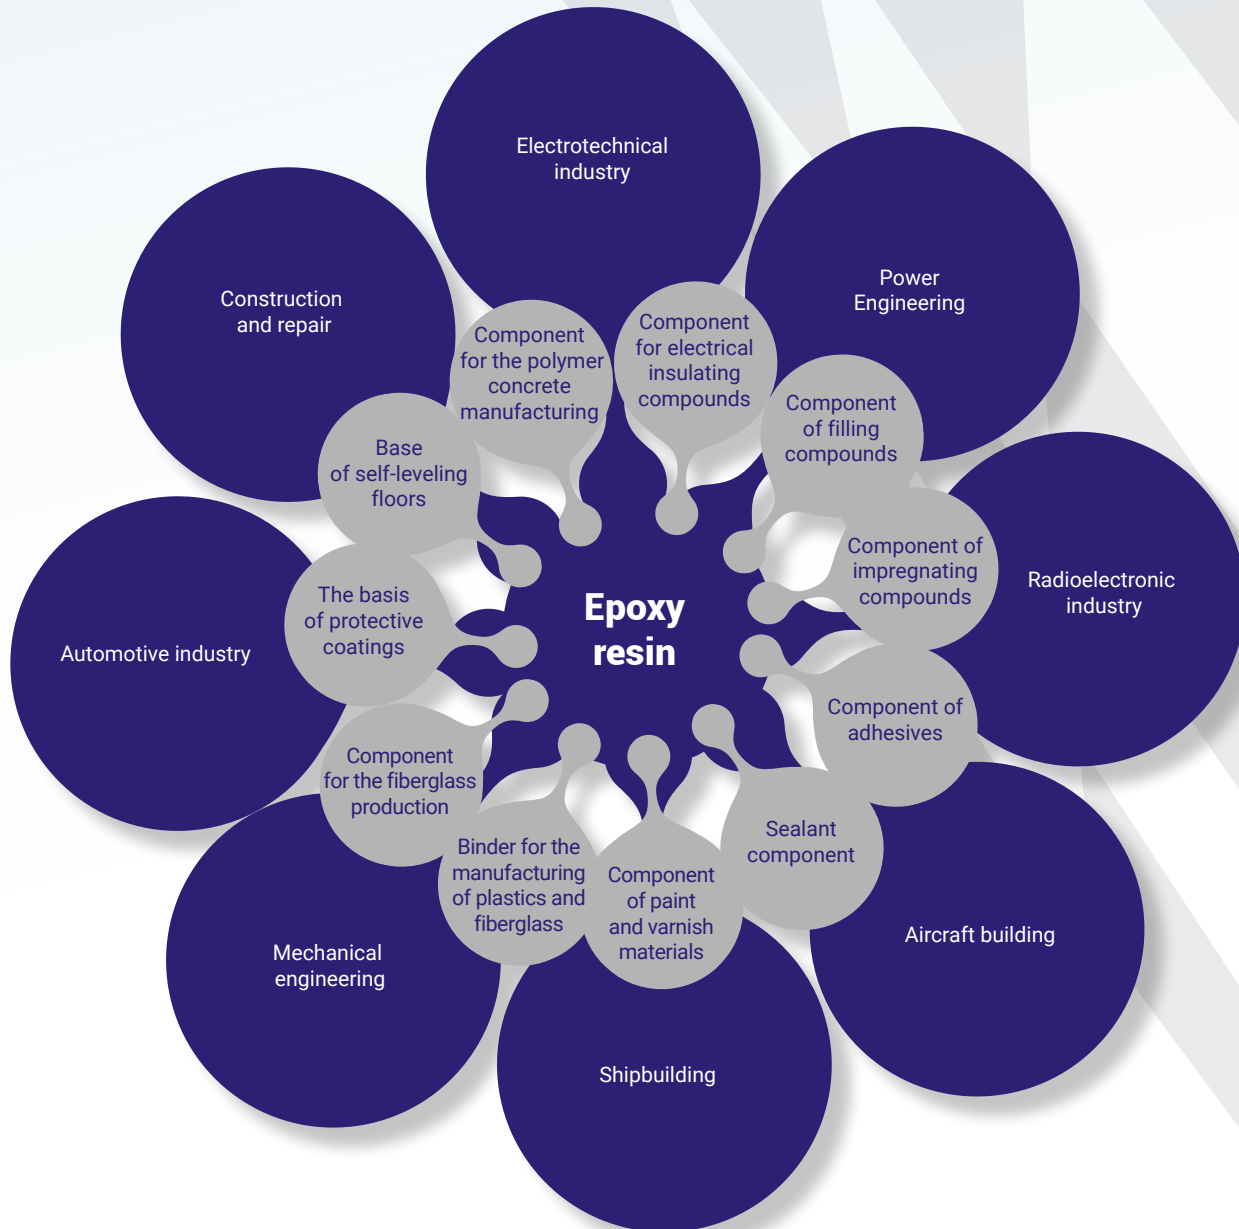 Electrotechnical
industry
Power
Engineering
Construction
and repair
Component
for the polymer
concrete
manufacturing
Component
for electrical
insulating
compounds
Component
of filling
compounds
Base
of self-leveling
floors
Component of
impregnating
compounds
Radioelectronic
industry
The basis
of protective
coatings
Epoxy
resin
Automotive industry
Component of
adhesives
Component
for the fiberglass
production
Sealant
component
Binder for the
manufacturing
of plastics and
fiberglass
Component
of paint
and varnish
materials
Aircraft building
Mechanical
engineering
Shipbuilding